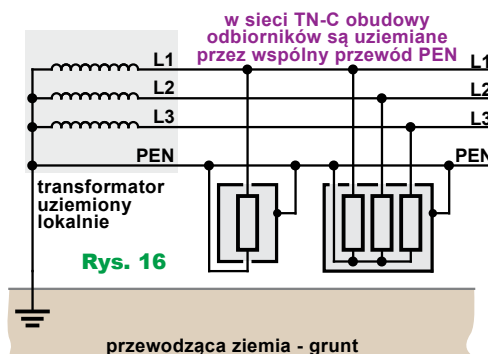 w sieci TN-C obudowy
odbiorników są uziemiane
przez wspólny przewód PEN
L1 L1
L2 L2
L3 L3
PEN PEN
transformator
uziemiony
lokalnie
Rys. 16
przewodząca ziemia - grunt